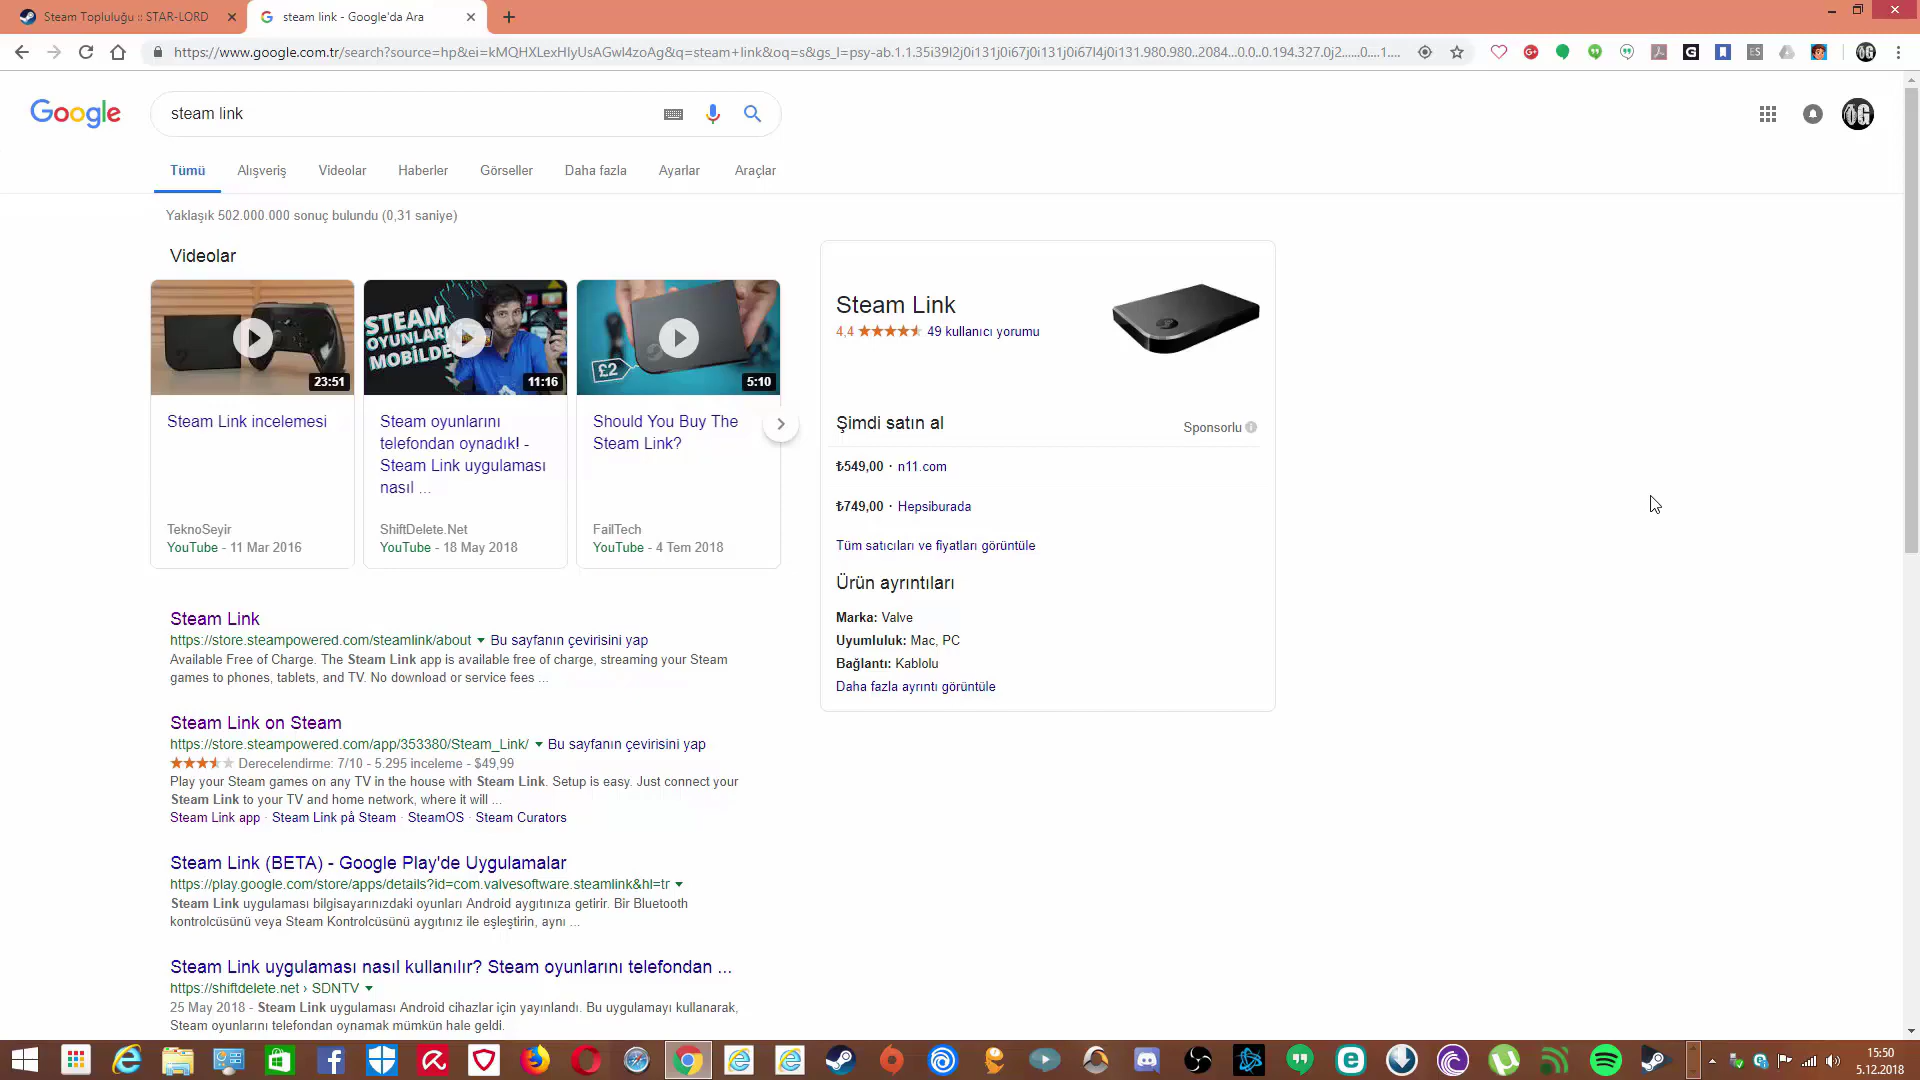 Steam Topluluğu :: STAR-LORD
steam link - Google'da Ara
https://www.google.com.tr/search?source=hp&ei=kMQHXLexHIyUsAGwl4zoAg&q=steam+link&oq=s&gs_l=psy-ab.1.1.35i39l2j0i131j0i67j0i131j0i67l4j0i131.980.980..2084...0.0..0.194.327.0j2......0....1....
Google
steam link
Tümü
Alışveriş
Videolar
Haberler
Görseller
Daha fazla
Ayarlar
Araçlar
Yaklaşık 502.000.000 sonuç bulundu (0,31 saniye)
Videolar
23:51
STEAM
OYUNLARI
MOBİLDE
11:16
£2
5:10
Steam Link incelemesi
TeknoSeyir
YouTube - 11 Mar 2016
Steam oyunlarını
telefondan oynadık! -
Steam Link uygulaması
nasıl ...
ShiftDelete.Net
YouTube - 18 May 2018
Should You Buy The
Steam Link?
FailTech
YouTube - 4 Tem 2018
Steam Link
https://store.steampowered.com/steamlink/about Bu sayfanın çevirisini yap
Available Free of Charge. The Steam Link app is available free of charge, streaming your Steam
games to phones, tablets, and TV. No download or service fees ...
Steam Link on Steam
https://store.steampowered.com/app/353380/Steam_Link/ Bu sayfanın çevirisini yap
Derecelendirme: 7/10 - 5.295 inceleme - $49,99
Play your Steam games on any TV in the house with Steam Link. Setup is easy. Just connect your
Steam Link to your TV and home network, where it will ...
Steam Link app · Steam Link på Steam · SteamOS · Steam Curators
Steam Link (BETA) - Google Play'de Uygulamalar
https://play.google.com/store/apps/details?id=com.valvesoftware.steamlink&hl=tr
Steam Link uygulaması bilgisayarınızdaki oyunları Android aygıtınıza getirir. Bir Bluetooth
kontrolcüsünü veya Steam Kontrolcüsünü aygıtınız ile eşleştirin, aynı ...
Steam Link uygulaması nasıl kullanılır? Steam oyunlarını telefondan ...
https://shiftdelete.net › SDNTV
25 May 2018 - Steam Link uygulaması Android cihazlar için yayınlandı. Bu uygulamayı kullanarak,
Steam oyunlarını telefondan oynamak mümkün hale geldi.
Steam Link
4,4 49 kullanıcı yorumu
Şimdi satın al
Sponsorlu
₺549,00 · n11.com
₺749,00 · Hepsiburada
Tüm satıcıları ve fiyatları görüntüle
Ürün ayrıntıları
Marka: Valve
Uyumluluk: Mac, PC
Bağlantı: Kablolu
Daha fazla ayrıntı görüntüle
15:50
5.12.2018